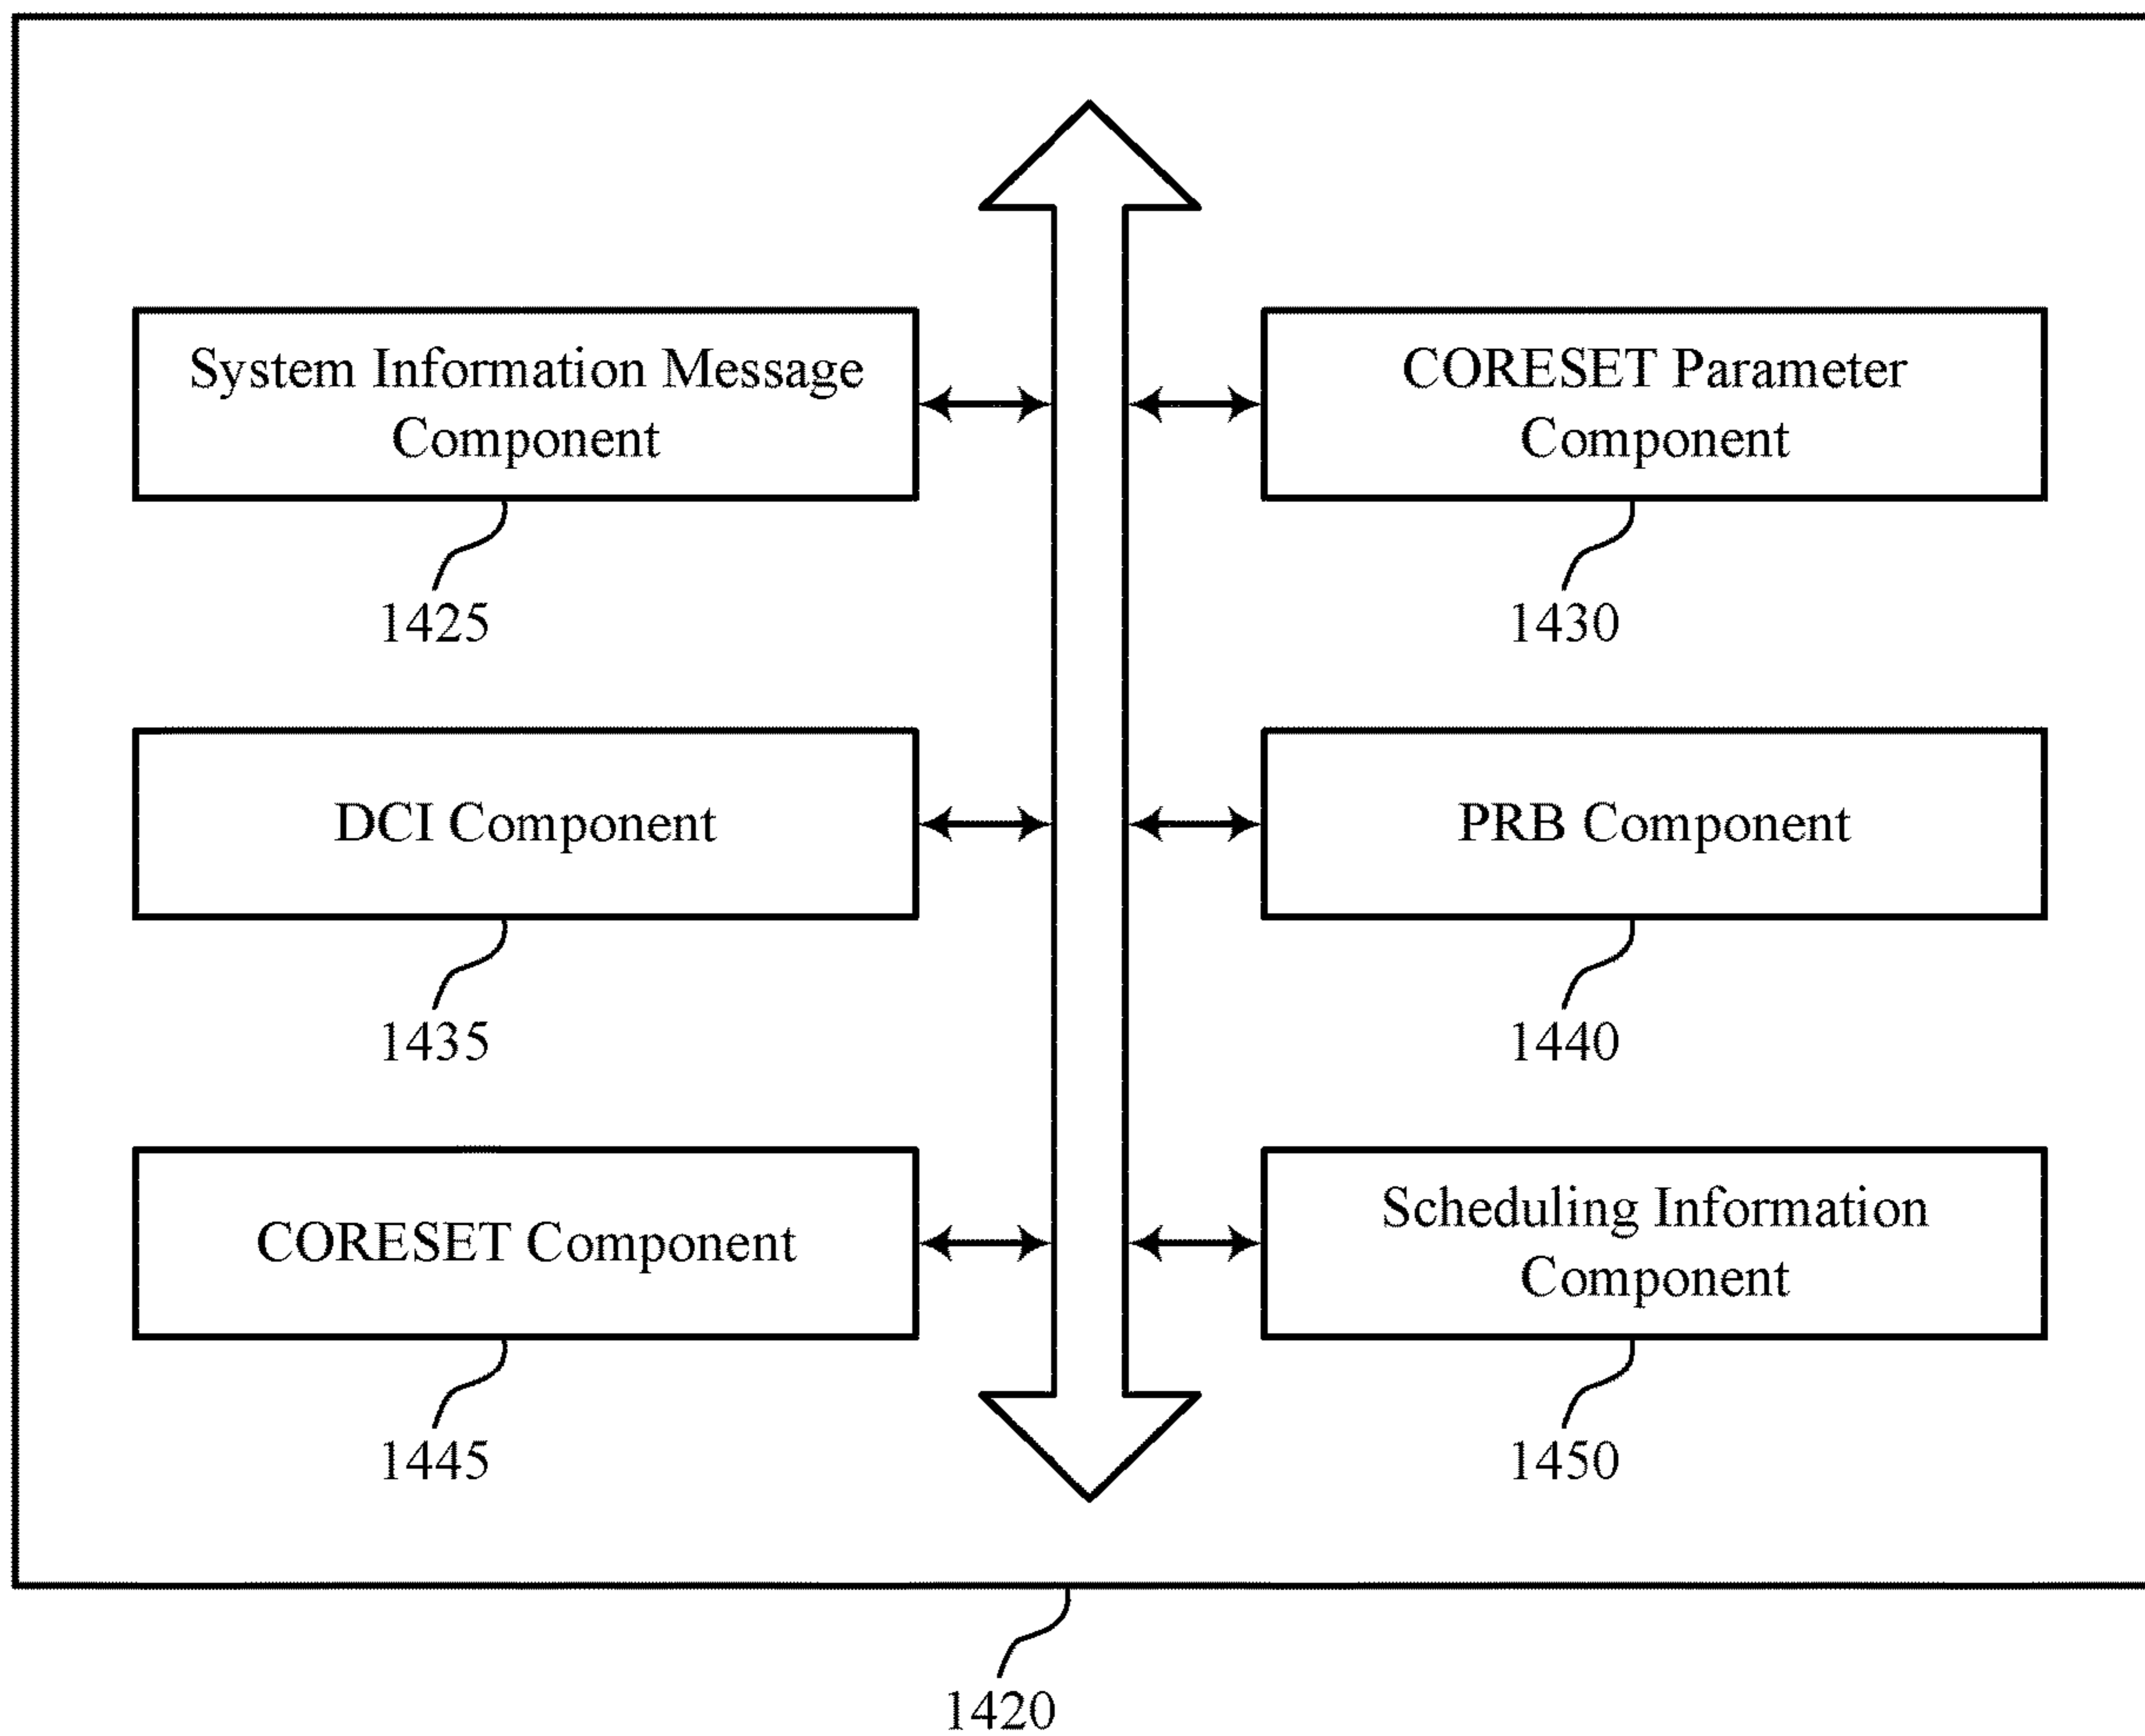 System Information Message
Component
1425
CORESET Parameter
Component
1430
DCI Component
1435
PRB Component
1440
CORESET Component
1445
Scheduling Information
Component
1450
1420